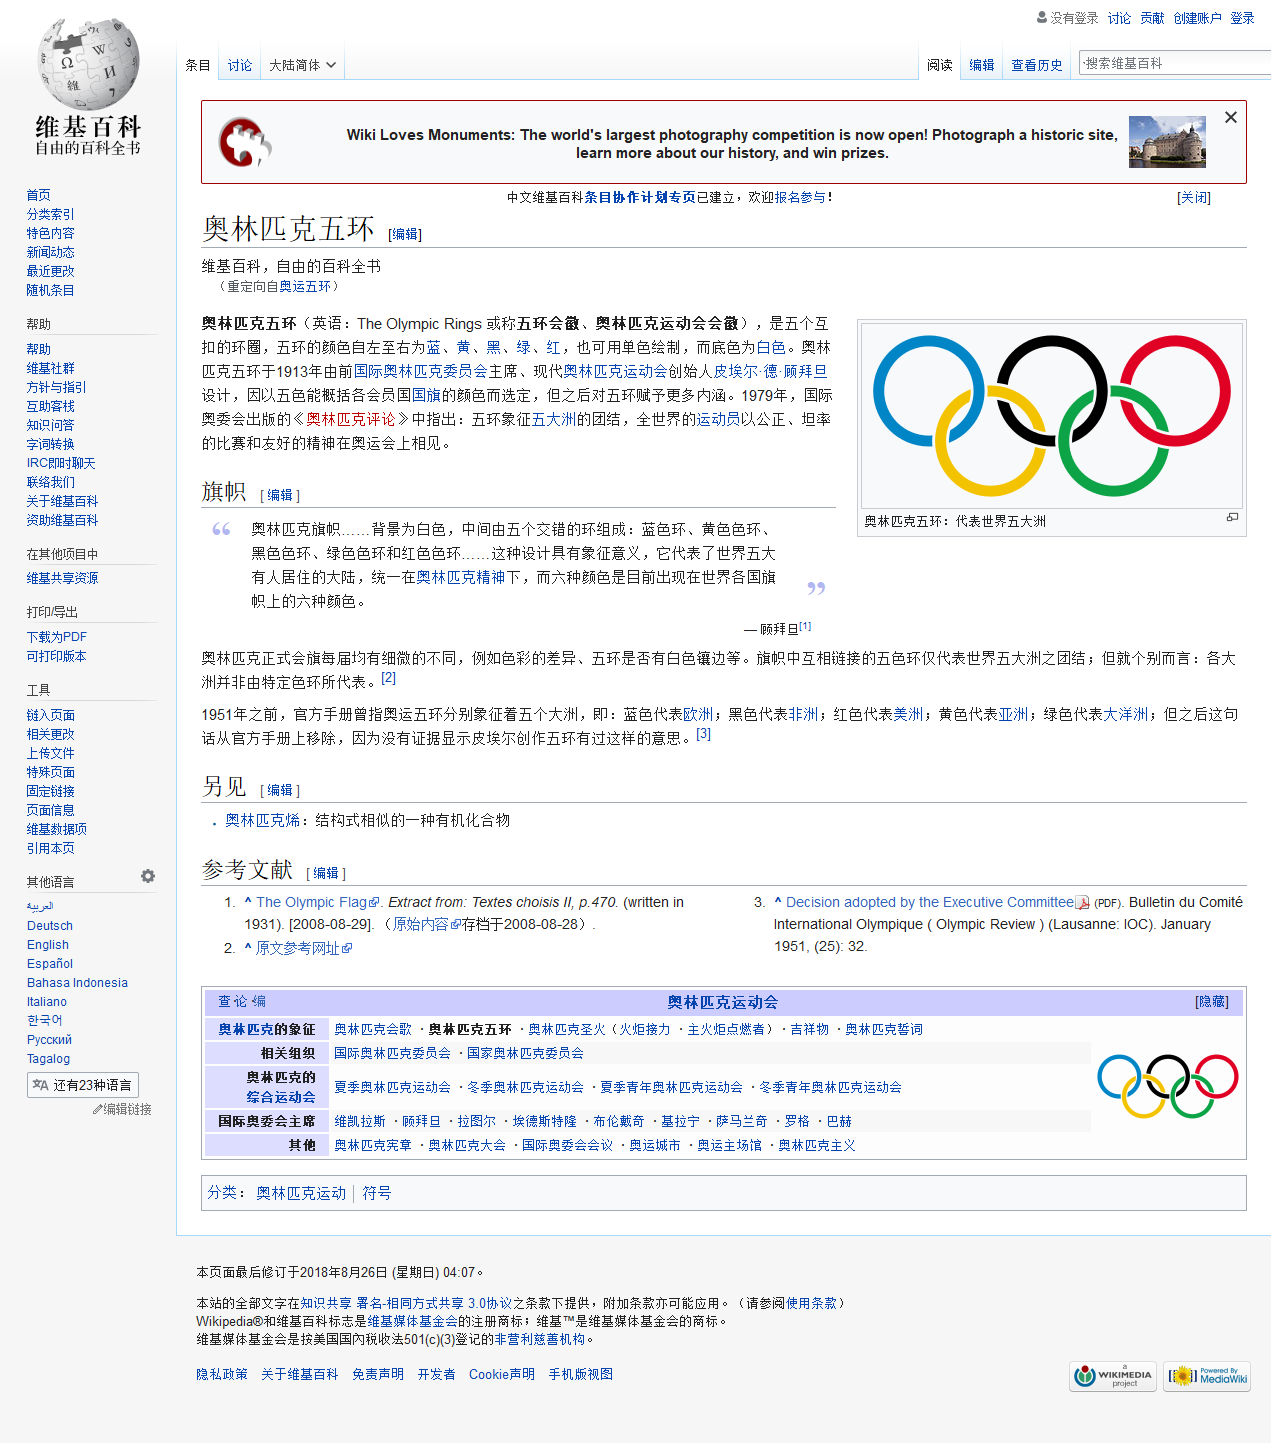 没有登录 讨论 贡献 创建账户 登录
条目 讨论 大陆简体 阅读 编辑 查看历史 搜索维基百科
维基百科
自由的百科全书
首页
分类索引
特色内容
新闻动态
最近更改
随机条目
帮助
帮助
维基社群
方针与指引
互助客栈
知识问答
字词转换
IRC即时聊天
联络我们
关于维基百科
资助维基百科
在其他项目中
维基共享资源
打印/导出
下载为PDF
可打印版本
工具
链入页面
相关更改
上传文件
特殊页面
固定链接
页面信息
维基数据项
引用本页
其他语言
العربية
Deutsch
English
Español
Bahasa Indonesia
Italiano
한국어
Русский
Tagalog
还有23种语言
编辑链接
Wiki Loves Monuments: The world's largest photography competition is now open! Photograph a historic site,
learn more about our history, and win prizes.
中文维基百科条目协作计划专页已建立，欢迎报名参与！ [关闭]
奥林匹克五环 [编辑]
维基百科，自由的百科全书
（重定向自奥运五环）
奥林匹克五环（英语：The Olympic Rings 或称五环会徽、奥林匹克运动会会徽），是五个互
扣的环圈，五环的颜色自左至右为蓝、黄、黑、绿、红，也可用单色绘制，而底色为白色。奥林
匹克五环于1913年由前国际奥林匹克委员会主席、现代奥林匹克运动会创始人皮埃尔·德·顾拜旦
设计，因以五色能概括各会员国国旗的颜色而选定，但之后对五环赋予更多内涵。1979年，国际
奥委会出版的《奥林匹克评论》中指出：五环象征五大洲的团结，全世界的运动员以公正、坦率
的比赛和友好的精神在奥运会上相见。
奥林匹克五环：代表世界五大洲
旗帜 [编辑]
“ 奥林匹克旗帜……背景为白色，中间由五个交错的环组成：蓝色环、黄色色环、
黑色色环、绿色色环和红色色环……这种设计具有象征意义，它代表了世界五大
有人居住的大陆，统一在奥林匹克精神下，而六种颜色是目前出现在世界各国旗
帜上的六种颜色。 ”
— 顾拜旦[1]
奥林匹克正式会旗每届均有细微的不同，例如色彩的差异、五环是否有白色镶边等。旗帜中互相链接的五色环仅代表世界五大洲之团结；但就个别而言：各大
洲并非由特定色环所代表。[2]
1951年之前，官方手册曾指奥运五环分别象征着五个大洲，即：蓝色代表欧洲；黑色代表非洲；红色代表美洲；黄色代表亚洲；绿色代表大洋洲；但之后这句
话从官方手册上移除，因为没有证据显示皮埃尔创作五环有过这样的意思。[3]
另见 [编辑]
奥林匹克烯：结构式相似的一种有机化合物
参考文献 [编辑]
1. ^ The Olympic Flag. Extract from: Textes choisis II, p.470. (written in
1931). [2008-08-29]. （原始内容存档于2008-08-28）.
2. ^ 原文参考网址
3. ^ Decision adopted by the Executive Committee (PDF). Bulletin du Comité
International Olympique ( Olympic Review ) (Lausanne: IOC). January
1951, (25): 32.
查·论·编 奥林匹克运动会 [隐藏]
奥林匹克的象征 奥林匹克会歌 · 奥林匹克五环 · 奥林匹克圣火（火炬接力 · 主火炬点燃者） · 吉祥物 · 奥林匹克誓词
相关组织 国际奥林匹克委员会 · 国家奥林匹克委员会
奥林匹克的
综合运动会 夏季奥林匹克运动会 · 冬季奥林匹克运动会 · 夏季青年奥林匹克运动会 · 冬季青年奥林匹克运动会
国际奥委会主席 维凯拉斯 · 顾拜旦 · 拉图尔 · 埃德斯特隆 · 布伦戴奇 · 基拉宁 · 萨马兰奇 · 罗格 · 巴赫
其他 奥林匹克宪章 · 奥林匹克大会 · 国际奥委会会议 · 奥运城市 · 奥运主场馆 · 奥林匹克主义
分类： 奥林匹克运动 | 符号
本页面最后修订于2018年8月26日 (星期日) 04:07。
本站的全部文字在知识共享 署名-相同方式共享 3.0协议之条款下提供，附加条款亦可能应用。（请参阅使用条款）
Wikipedia®和维基百科标志是维基媒体基金会的注册商标；维基™是维基媒体基金会的商标。
维基媒体基金会是按美国国内税收法501(c)(3)登记的非营利慈善机构。
隐私政策 关于维基百科 免责声明 开发者 Cookie声明 手机版视图
a
WIKIMEDIA
project
Powered By
MediaWiki